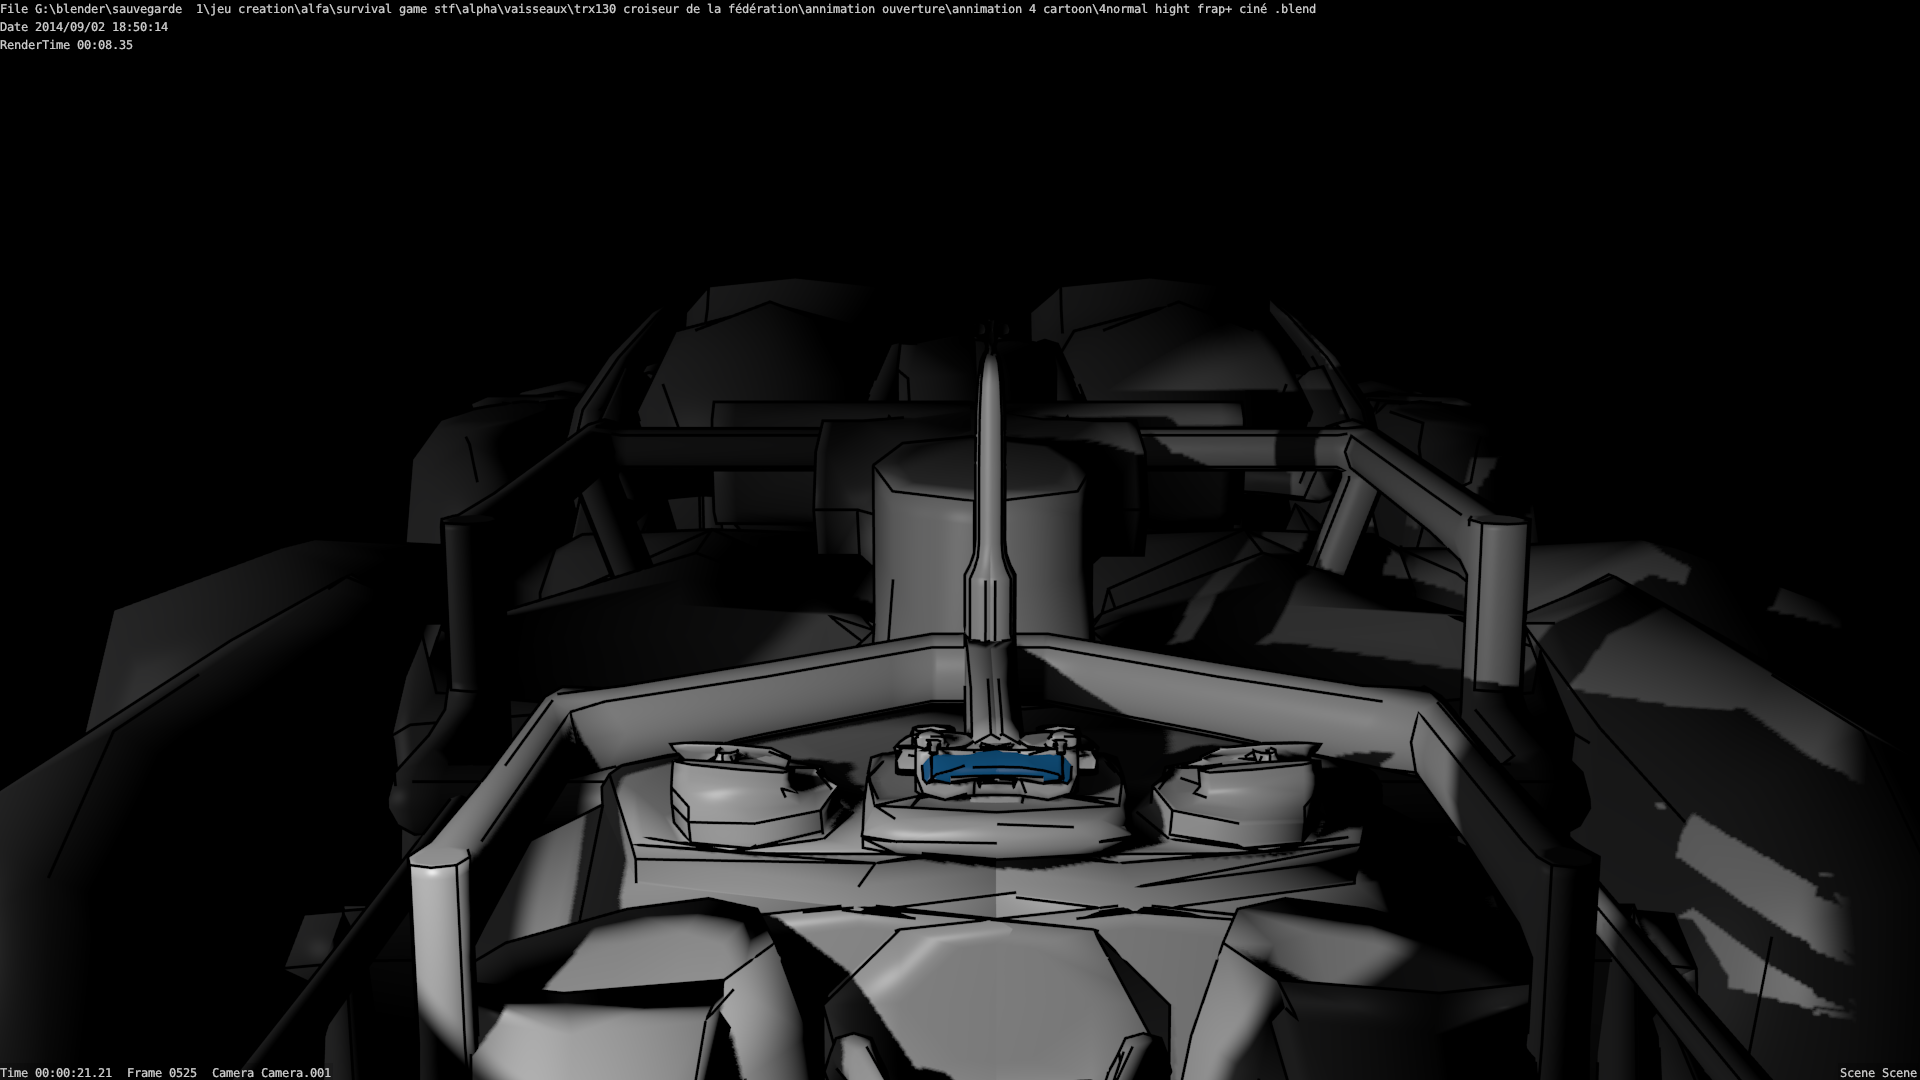 File G:\blender\sauvegarde  1\jeu creation\alfa\survival game stf\alpha\vaisseaux\trx130 croiseur de la fédération\annimation ouverture\annimation 4 cartoon\4normal hight frap+ ciné .blend
Date 2014/09/02 18:50:14
RenderTime 00:08.35
Time 00:00:21.21  Frame 0525  Camera Camera.001
Scene Scene